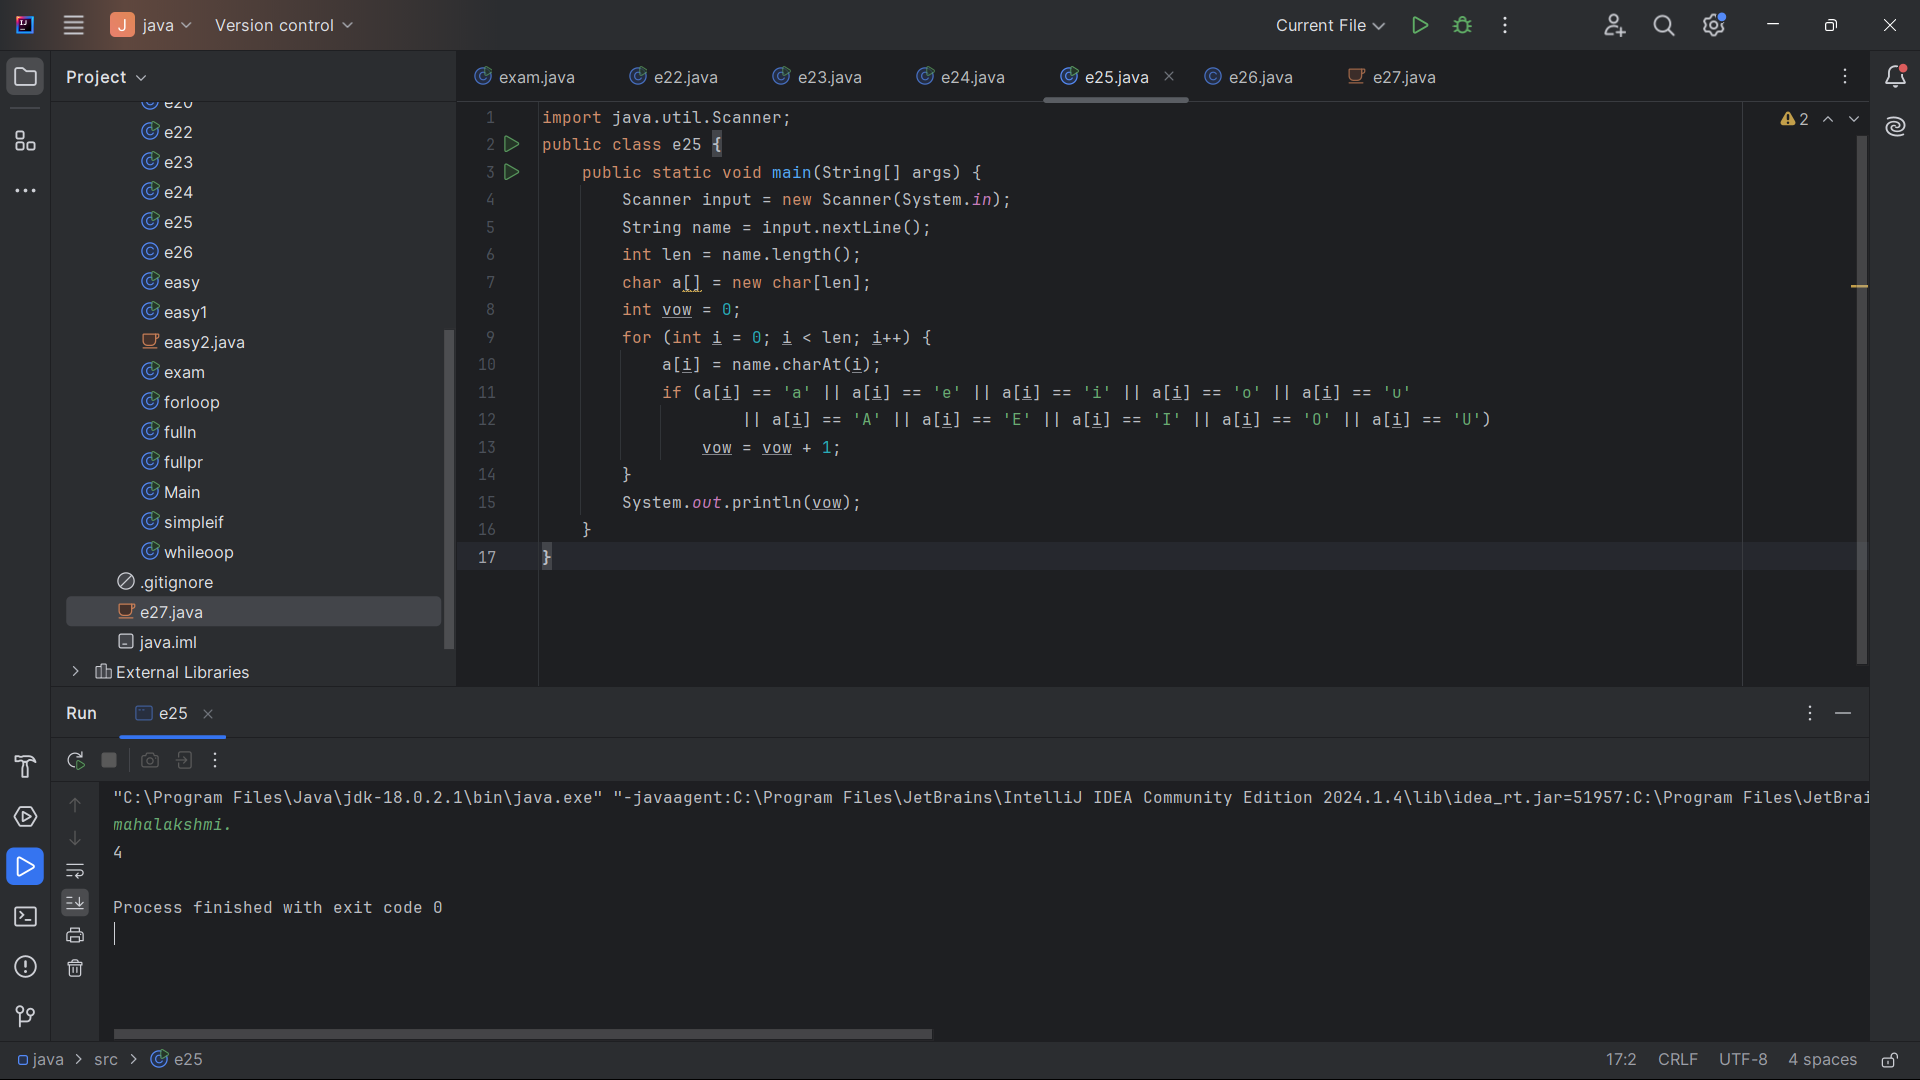 J java Version control Current File
Project
exam.java e22.java e23.java e24.java e25.java e26.java e27.java
e20
e22
e23
e24
e25
e26
easy
easy1
easy2.java
exam
forloop
fulln
fullpr
Main
simpleif
whileoop
.gitignore
e27.java
java.iml
External Libraries
2
1 import java.util.Scanner;
2 public class e25 {
3 public static void main(String[] args) {
4 Scanner input = new Scanner(System.in);
5 String name = input.nextLine();
6 int len = name.length();
7 char a[] = new char[len];
8 int vow = 0;
9 for (int i = 0; i < len; i++) {
10 a[i] = name.charAt(i);
11 if (a[i] == 'a' || a[i] == 'e' || a[i] == 'i' || a[i] == 'o' || a[i] == 'u'
12 || a[i] == 'A' || a[i] == 'E' || a[i] == 'I' || a[i] == 'O' || a[i] == 'U')
13 vow = vow + 1;
14 }
15 System.out.println(vow);
16 }
17 }
Run e25
"C:\Program Files\Java\jdk-18.0.2.1\bin\java.exe" "-javaagent:C:\Program Files\JetBrains\IntelliJ IDEA Community Edition 2024.1.4\lib\idea_rt.jar=51957:C:\Program Files\JetBrai
mahalakshmi.
4
Process finished with exit code 0
java > src > e25 17:2 CRLF UTF-8 4 spaces